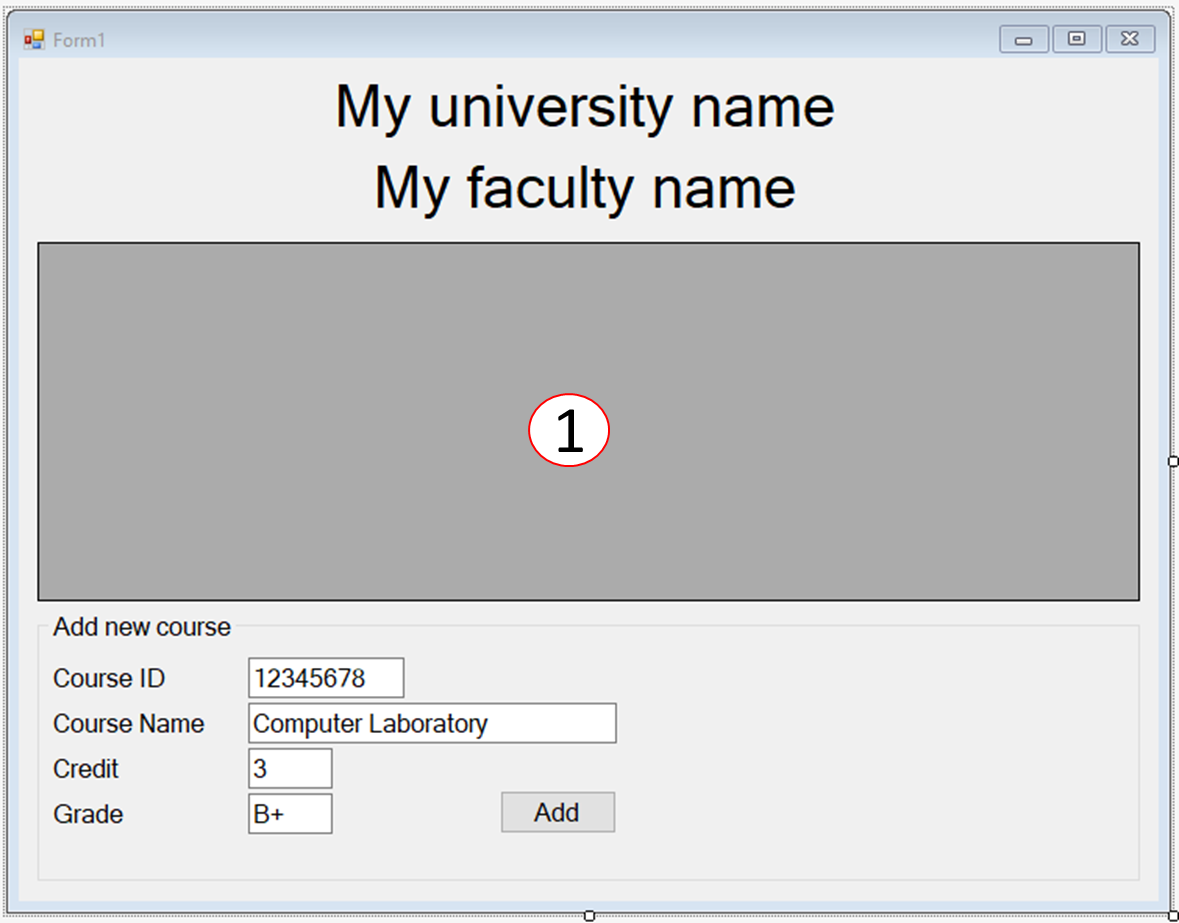 Form1
My university name
My faculty name
1
Add new course
Course ID 12345678
Course Name Computer Laboratory
Credit 3
Grade B+ Add